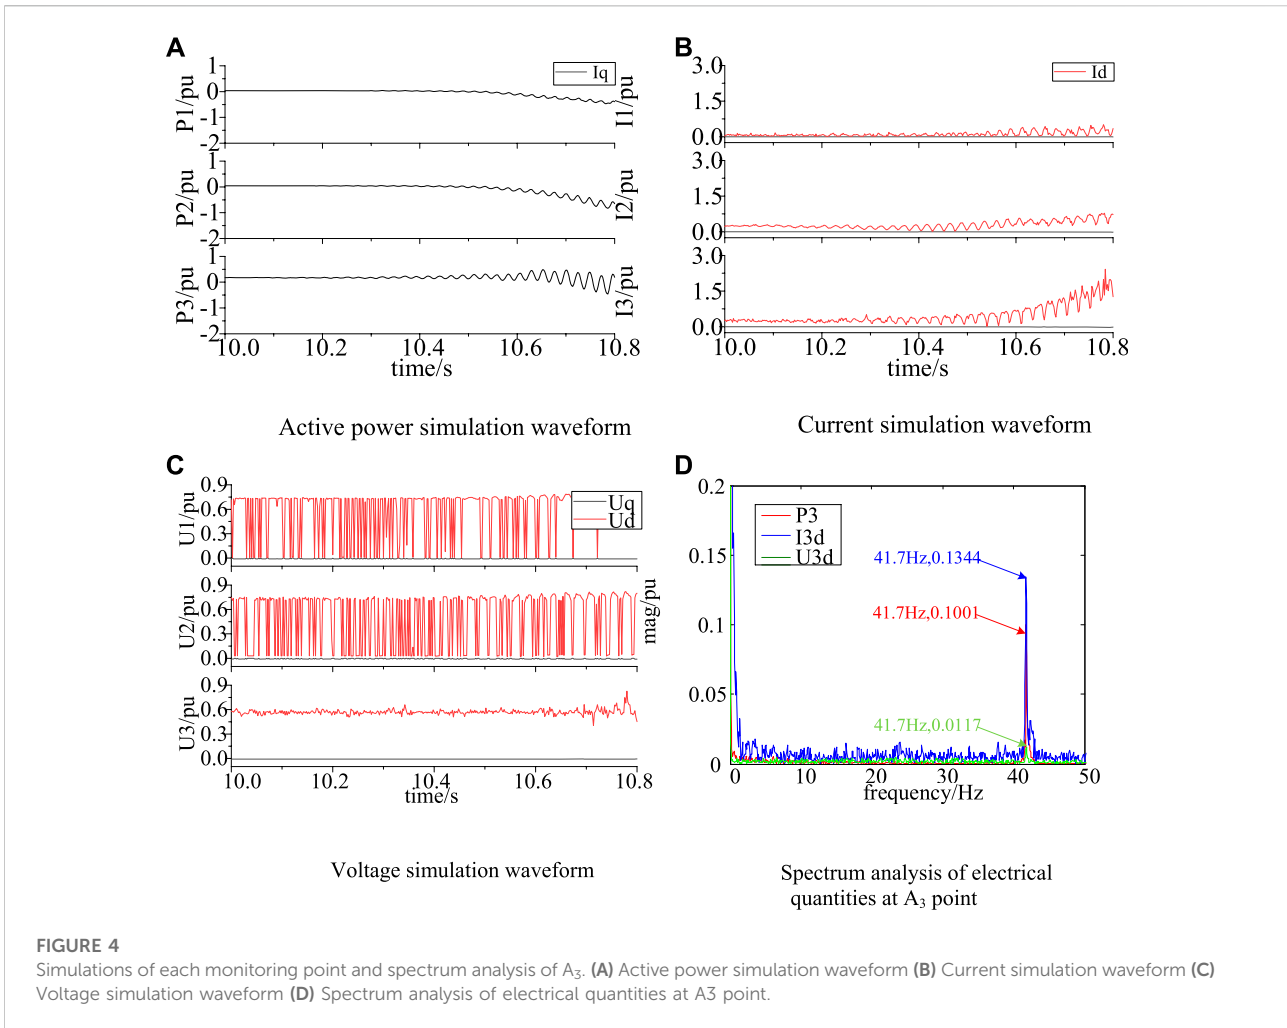 A
Iq
1
0
-1
-2
P1/pu
1
0
-1
-2
P2/pu
1
0
-1
-2
P3/pu
10.0 10.2 10.4 10.6 10.8
time/s
Active power simulation waveform
B
Id
3.0
1.5
0.0
I1/pu
3.0
1.5
0.0
I2/pu
3.0
1.5
0.0
I3/pu
10.0 10.2 10.4 10.6 10.8
time/s
Current simulation waveform
C
Uq
Ud
0.9
0.6
0.3
0.0
U1/pu
0.9
0.6
0.3
0.0
U2/pu
0.9
0.6
0.3
0.0
U3/pu
10.0 10.2 10.4 10.6 10.8
time/s
Voltage simulation waveform
D
P3
I3d
U3d
0.2
0.15
0.1
0.05
0
mag/pu
41.7Hz,0.1344
41.7Hz,0.1001
41.7Hz,0.0117
0 10 20 30 40 50
frequency/Hz
Spectrum analysis of electrical
quantities at A3 point
FIGURE 4
Simulations of each monitoring point and spectrum analysis of A3. (A) Active power simulation waveform (B) Current simulation waveform (C)
Voltage simulation waveform (D) Spectrum analysis of electrical quantities at A3 point.